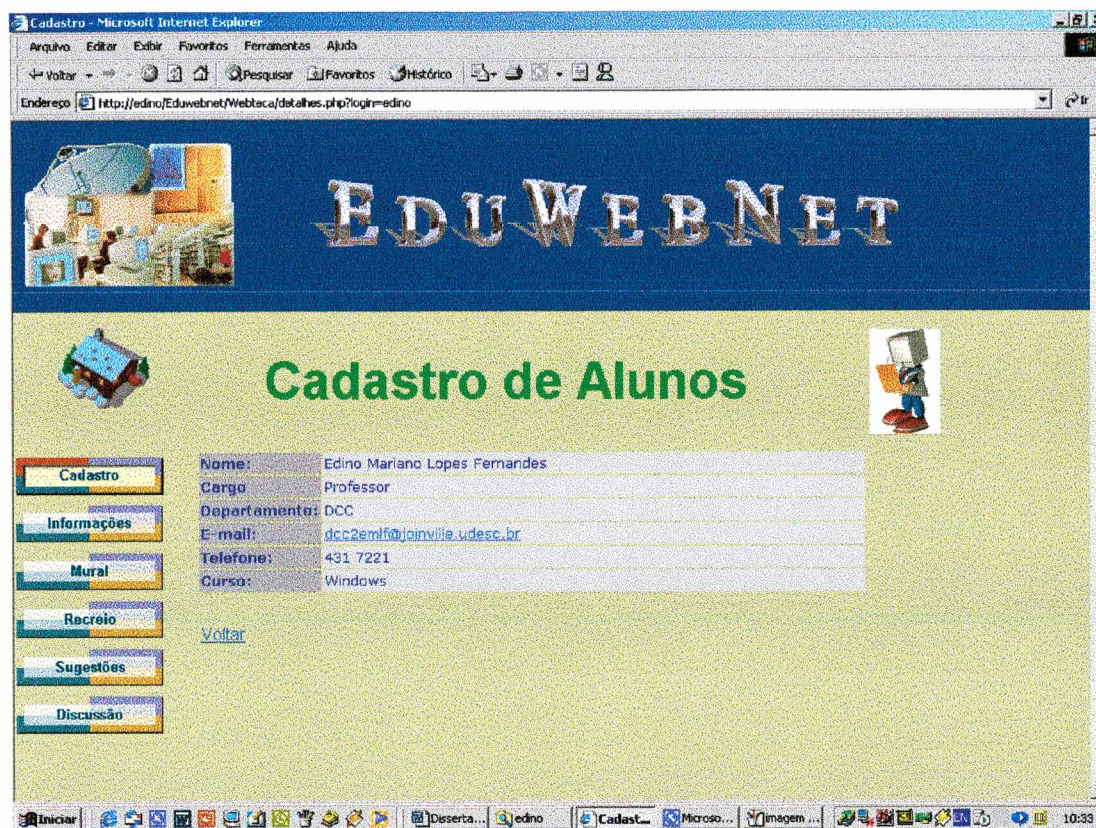 Cadastro - Microsoft Internet Explorer
Arquivo Editar Exibir Favoritos Ferramentas Ajuda
Voltar Pesquisar Favoritos Histórico
Endereço http://edino/Eduwebnet/Webteca/detalhes.php?login=edino Ir
EDUWEBNET
Cadastro de Alunos
Cadastro
Informações
Mural
Recreio
Sugestões
Discussão
Nome: Edino Mariano Lopes Fernandes
Cargo Professor
Departamento: DCC
E-mail: dcc2emlf@joinville.udesc.br
Telefone: 431 7221
Curso: Windows
Voltar
Iniciar Disserta... edino Cadast... Microso... imagem ... EN 10:33